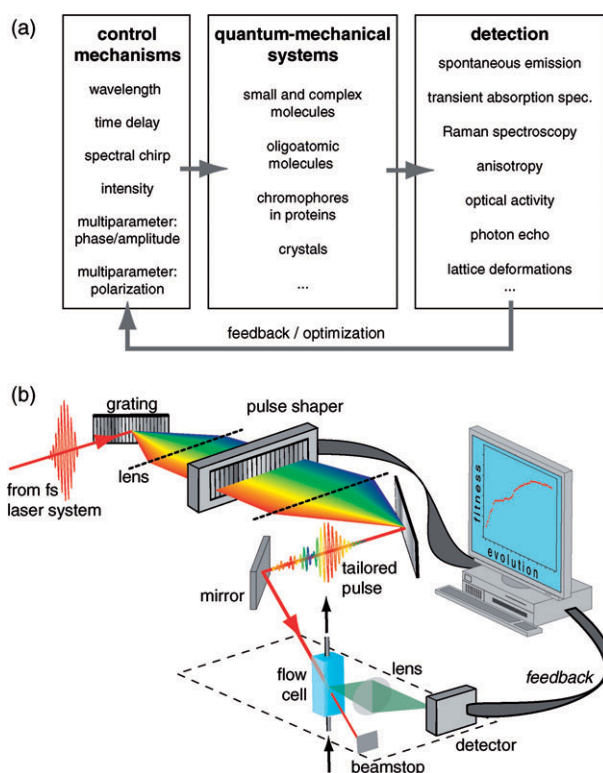 (a)
control
mechanisms
wavelength
time delay
spectral chirp
intensity
multiparameter:
phase/amplitude
multiparameter:
polarization
quantum-mechanical
systems
small and complex
molecules
oligoatomic
molecules
chromophores
in proteins
crystals
...
detection
spontaneous emission
transient absorption spec.
Raman spectroscopy
anisotropy
optical activity
photon echo
lattice deformations
...
feedback / optimization
(b)
grating
pulse shaper
lens
from fs
laser system
fitness
evolution
tailored
pulse
mirror
flow
cell
lens
feedback
detector
beamstop